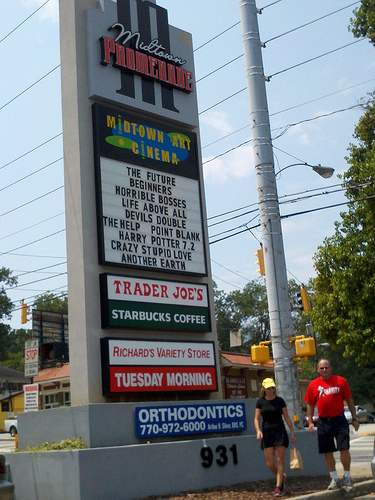 Midtown
PROMENADE
MIDTOWN ART
CINEMA
THE FUTURE
BEGINNERS
HORRIBLE BOSSES
LIFE ABOVE ALL
DEVILS DOUBLE
THE HELP POINT BLANK
HARRY POTTER 7.2
CRAZY STUPID LOVE
ANOTHER EARTH
TRADER JOE'S
STARBUCKS COFFEE
RICHARD'S VARIETY STORE
TUESDAY MORNING
ORTHODONTICS
770-972-6000
931
STOP